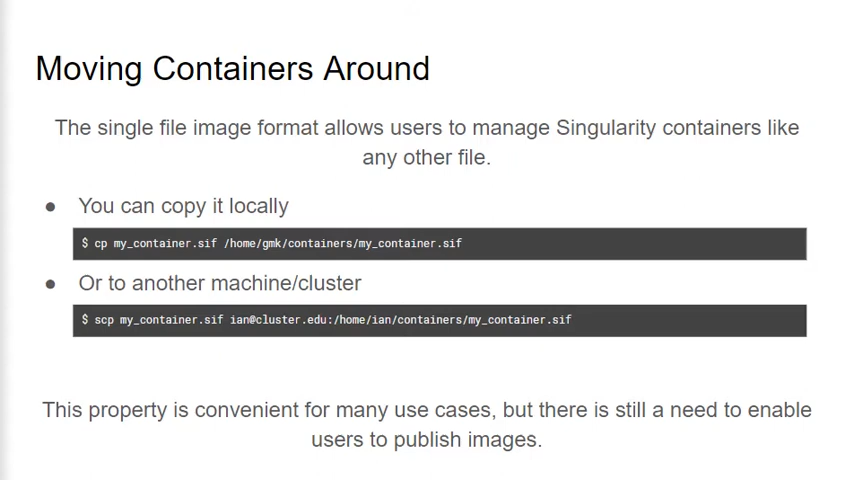 Moving Containers Around
The single file image format allows users to manage Singularity containers like
any other file.
● You can copy it locally
$ cp my_container.sif /home/gmk/containers/my_container.sif
● Or to another machine/cluster
$ scp my_container.sif ian@cluster.edu:/home/ian/containers/my_container.sif
This property is convenient for many use cases, but there is still a need to enable
users to publish images.